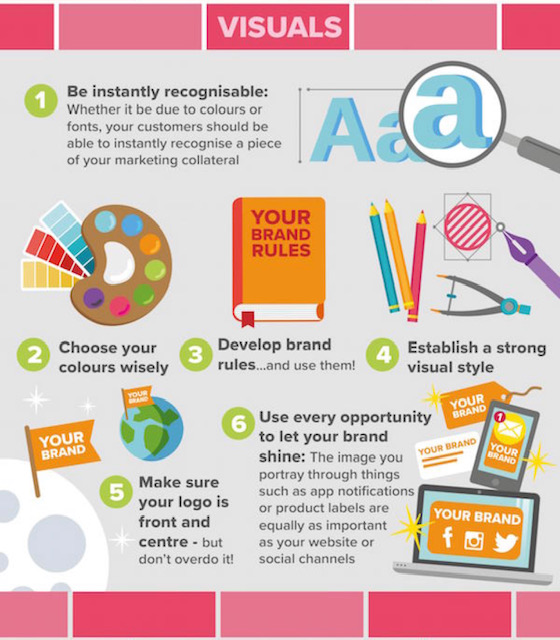 VISUALS
1
Be instantly recognisable:
Whether it be due to colours or
fonts, your customers should be
able to instantly recognise a piece
of your marketing collateral
Aa
a
YOUR
BRAND
RULES
2
Choose your
colours wisely
3
Develop brand
rules...and use them!
4
Establish a strong
visual style
YOUR
BRAND
YOUR
BRAND
5
Make sure
your logo is
front and
centre - but
don't overdo it!
6
Use every opportunity
to let your brand
shine: The image you
portray through things
such as app notifications
or product labels are
equally as important
as your website or
social channels
YOUR
BRAND
YOUR BRAND
1
YOUR
BRAND
YOUR BRAND
f